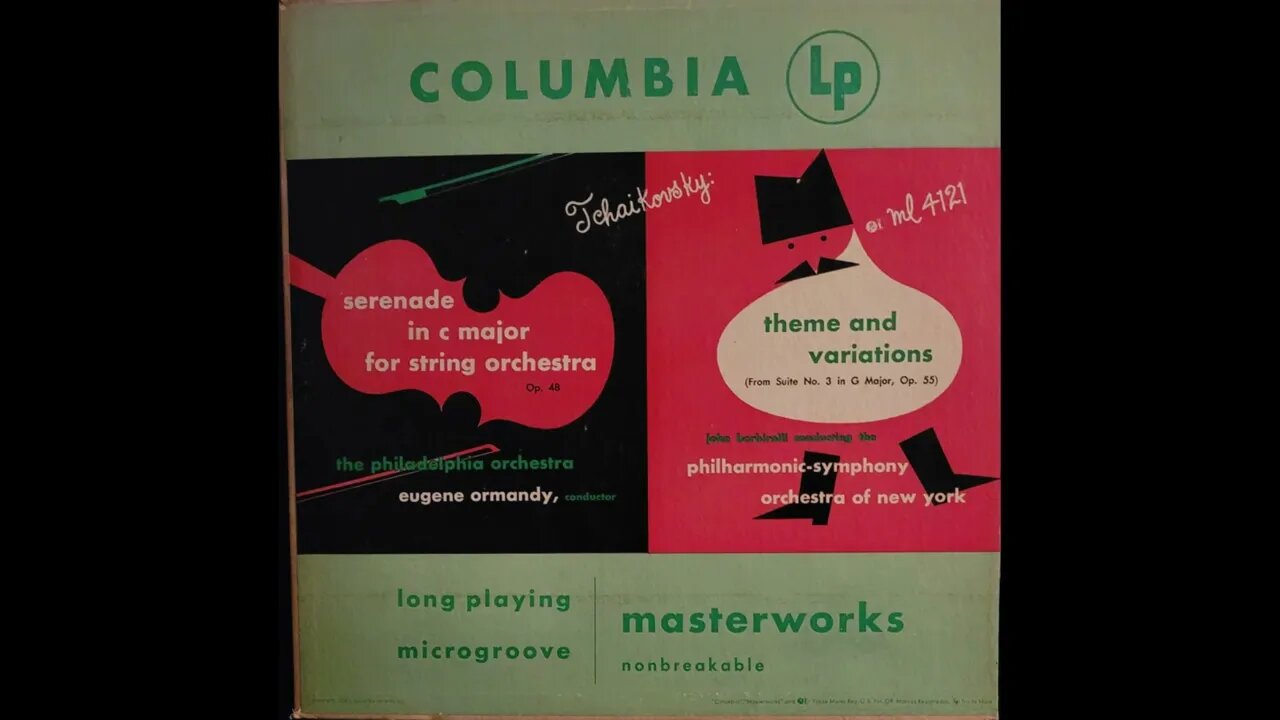 COLUMBIA Lp
Tchaikovsky:
ml 4121
serenade
in c major
for string orchestra
Op. 48
the philadelphia orchestra
eugene ormandy, conductor
theme and
variations
(From Suite No. 3 in G Major, Op. 55)
john barbirolli conducting the
philharmonic-symphony
orchestra of new york
long playing
microgroove
masterworks
nonbreakable